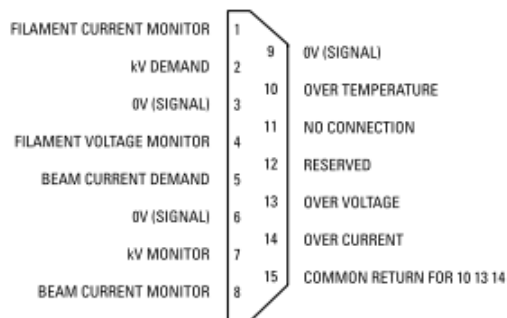 FILAMENT CURRENT MONITOR 1
kV DEMAND 2
0V (SIGNAL) 3
FILAMENT VOLTAGE MONITOR 4
BEAM CURRENT DEMAND 5
0V (SIGNAL) 6
kV MONITOR 7
BEAM CURRENT MONITOR 8
9 0V (SIGNAL)
10 OVER TEMPERATURE
11 NO CONNECTION
12 RESERVED
13 OVER VOLTAGE
14 OVER CURRENT
15 COMMON RETURN FOR 10 13 14